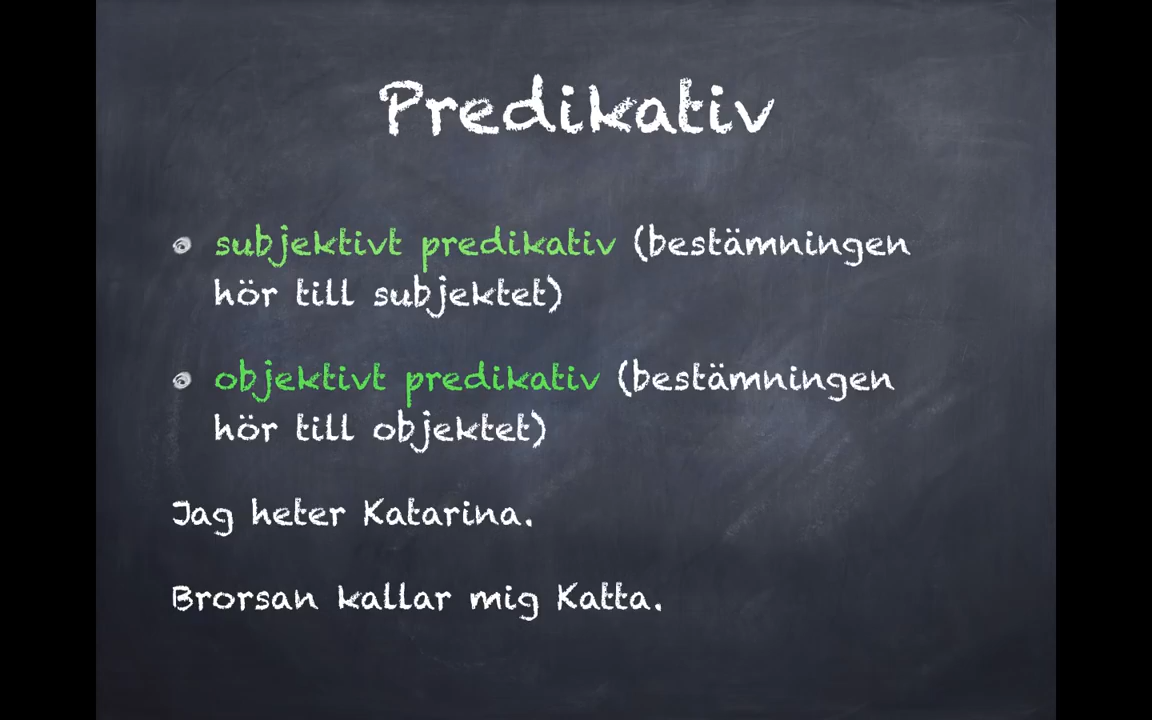 Predikativ
subjektivt predikativ (bestämningen
hör till subjektet)
objektivt predikativ (bestämningen
hör till objektet)
Jag heter Katarina.
Brorsan kallar mig Katta.